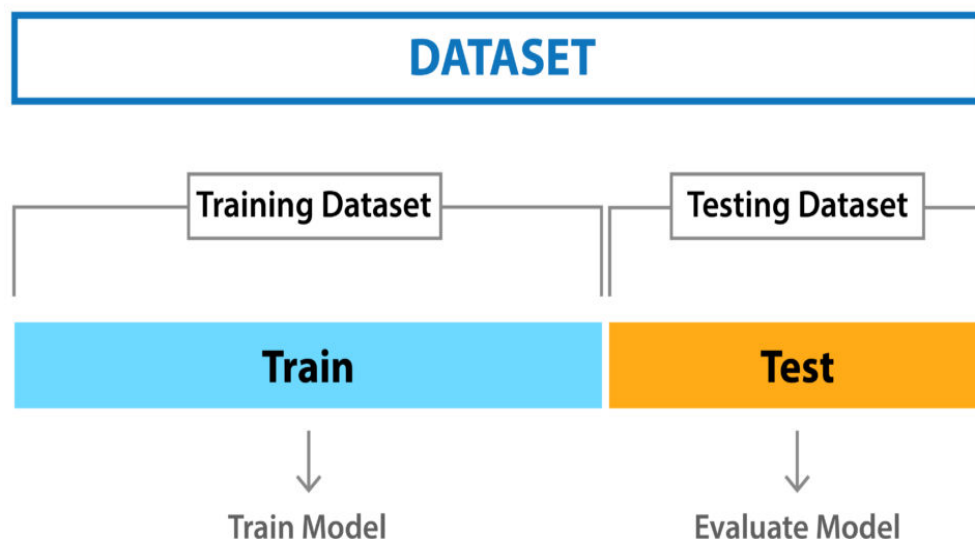 DATASET
Training Dataset
Testing Dataset
Train
Test
Train Model
Evaluate Model